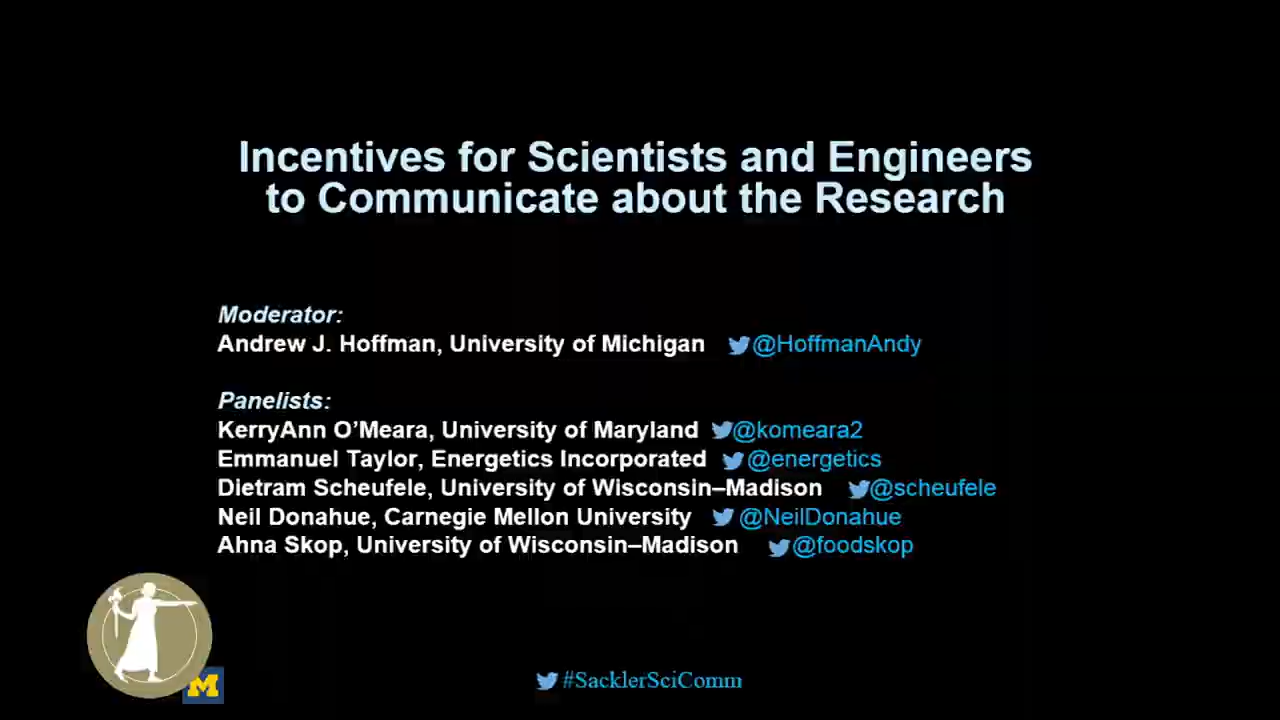 Incentives for Scientists and Engineers
to Communicate about the Research
Moderator:
Andrew J. Hoffman, University of Michigan @HoffmanAndy
Panelists:
KerryAnn O’Meara, University of Maryland @komeara2
Emmanuel Taylor, Energetics Incorporated @energetics
Dietram Scheufele, University of Wisconsin–Madison @scheufele
Neil Donahue, Carnegie Mellon University @NeilDonahue
Ahna Skop, University of Wisconsin–Madison @foodskop
M
#SacklerSciComm